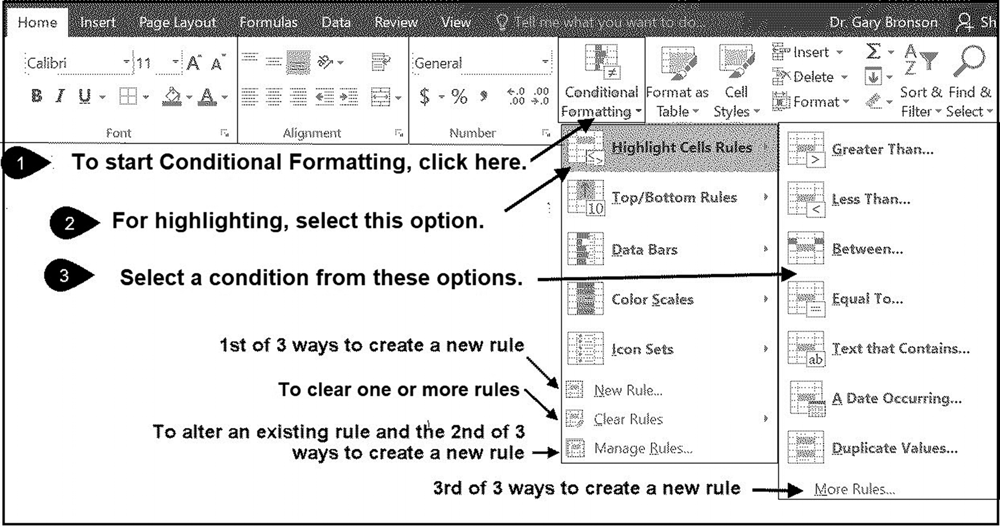 Home Insert Page Layout Formulas Data Review View Tell me what you want to do... Dr. Gary Bronson Sh
Calibri 11 A A General Insert Σ A
Z
≠ Delete
B I U A $ % , .0 .00 Conditional Format as Cell Sort & Find &
.00 .0 Formatting Table Styles Format Filter Select
Font Alignment Number
1 To start Conditional Formatting, click here. Highlight Cells Rules Greater Than...
2 For highlighting, select this option. Top/Bottom Rules Less Than...
10
Data Bars Between...
3 Select a condition from these options.
Color Scales Equal To...
1st of 3 ways to create a new rule Icon Sets Text that Contains...
ab
To clear one or more rules New Rule... A Date Occurring...
Clear Rules
To alter an existing rule and the 2nd of 3
ways to create a new rule Manage Rules... Duplicate Values...
3rd of 3 ways to create a new rule More Rules...